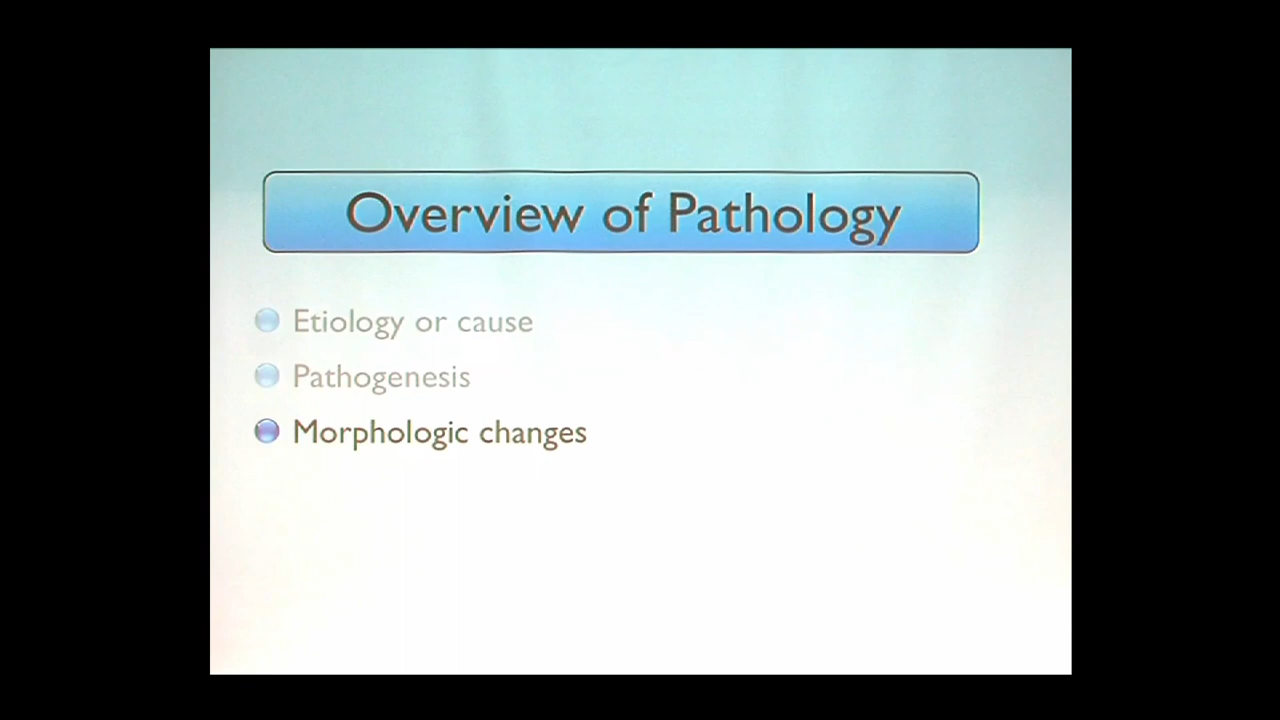 Overview of Pathology
Etiology or cause
Pathogenesis
Morphologic changes